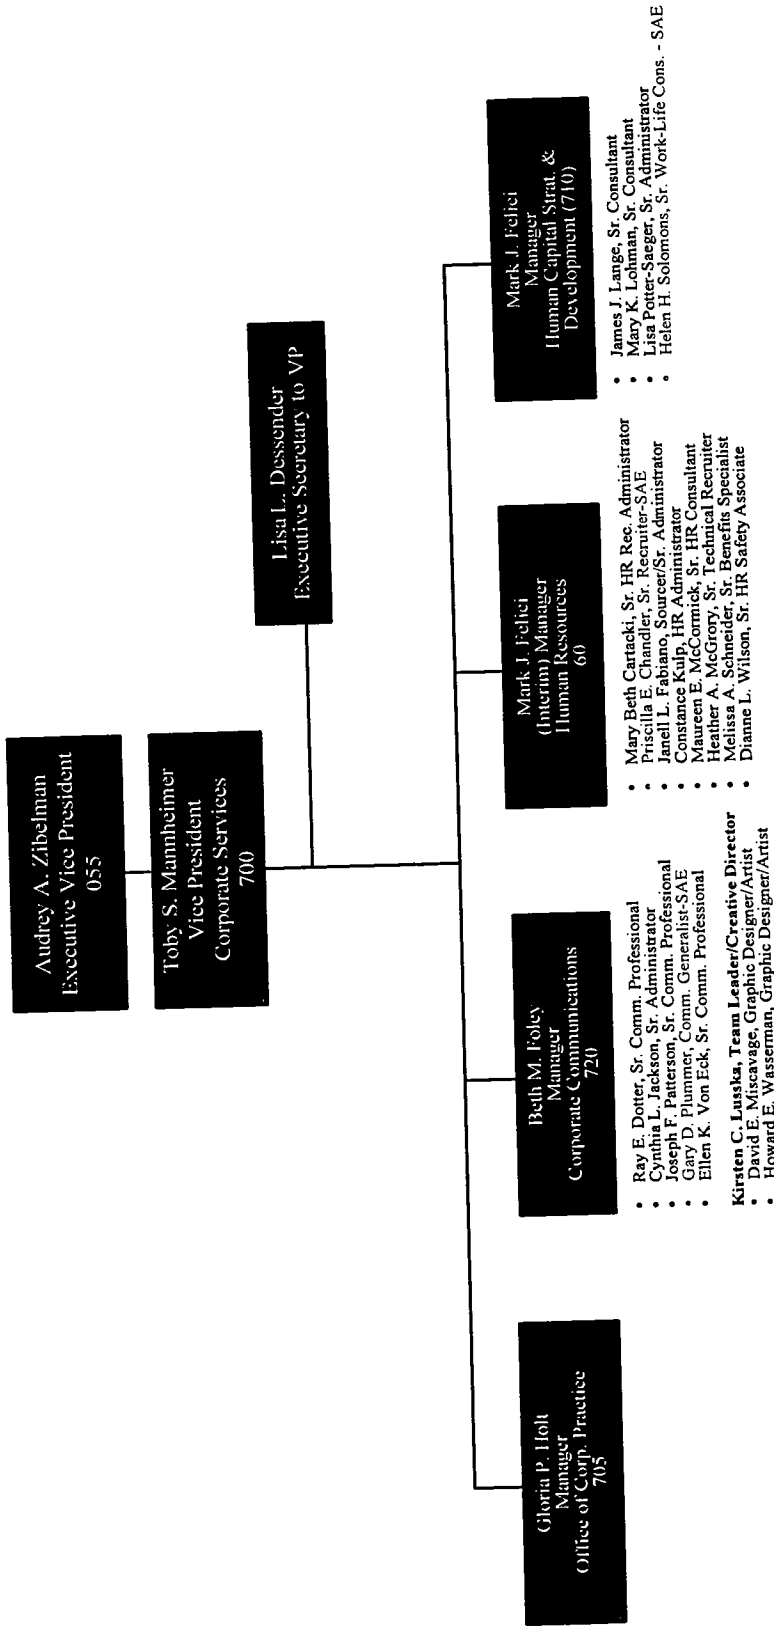 Audrey A. Zibelman
Executive Vice President
055
Toby S. Mannheimer
Vice President
Corporate Services
700
Lisa L. Dessender
Executive Secretary to VP
Gloria P. Holt
Manager
Office of Corp. Practice
705
Beth M. Foley
Manager
Corporate Communications
720
• Ray E. Dotter, Sr. Comm. Professional
• Cynthia L. Jackson, Sr. Administrator
• Joseph F. Patterson, Sr. Comm. Professional
• Gary D. Plummer, Comm. Generalist-SAE
• Ellen K. Von Eck, Sr. Comm. Professional
Kirsten C. Lusska, Team Leader/Creative Director
• David E. Miscavage, Graphic Designer/Artist
• Howard E. Wasserman, Graphic Designer/Artist
Mark J. Felici
(Interim) Manager
Human Resources
60
• Mary Beth Cartacki, Sr. HR Rec. Administrator
• Priscilla E. Chandler, Sr. Recruiter-SAE
• Janell L. Fabiano, Sourcer/Sr. Administrator
• Constance Kulp, HR Administrator
• Maureen E. McCormick, Sr. HR Consultant
• Heather A. McGrory, Sr. Technical Recruiter
• Melissa A. Schneider, Sr. Benefits Specialist
• Dianne L. Wilson, Sr. HR Safety Associate
Mark J. Felici
Manager
Human Capital Strat. &
Development (710)
• James J. Lange, Sr. Consultant
• Mary K. Lohman, Sr. Consultant
• Lisa Potter-Saeger, Sr. Administrator
• Helen H. Solomons, Sr. Work-Life Cons. - SAE